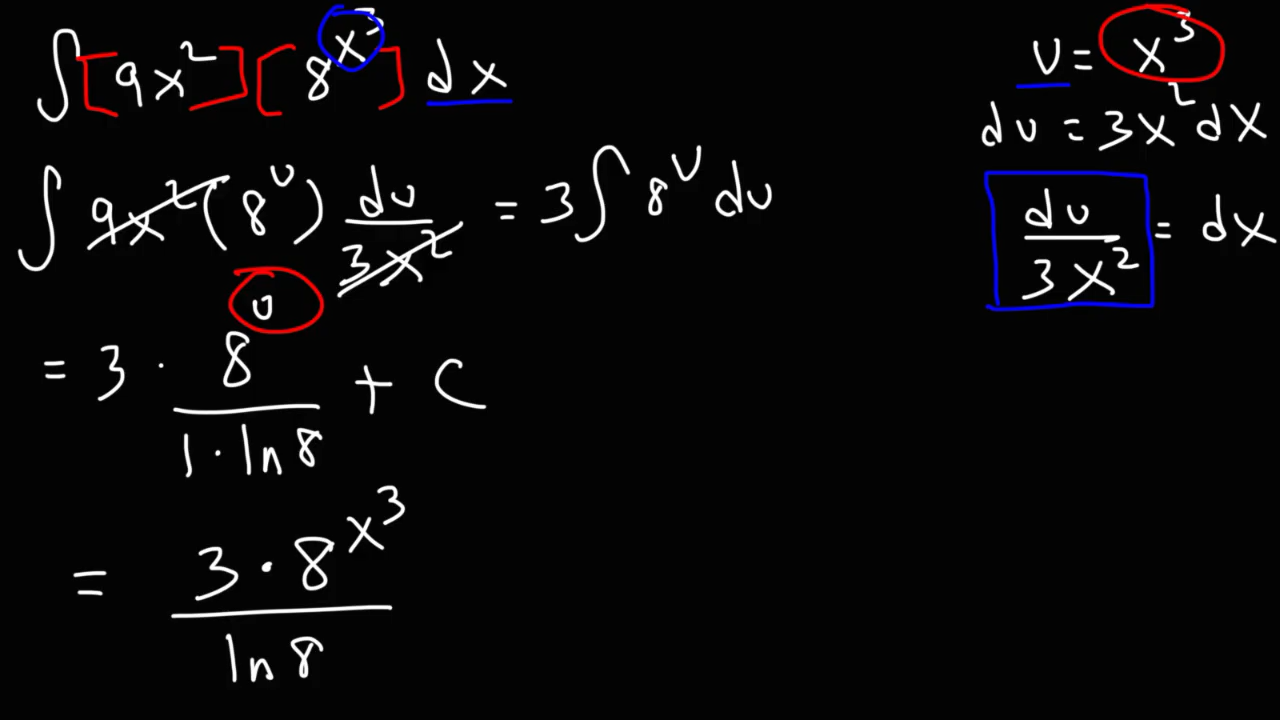 ∫ [9x²] [8^x³] dx
∫ 9x² (8^u) du/3x² = 3 ∫ 8^u du
= 3 · 8^u/(1 · ln 8) + C
= 3 · 8^x³/ln 8
u = x³
du = 3x² dx
du/3x² = dx